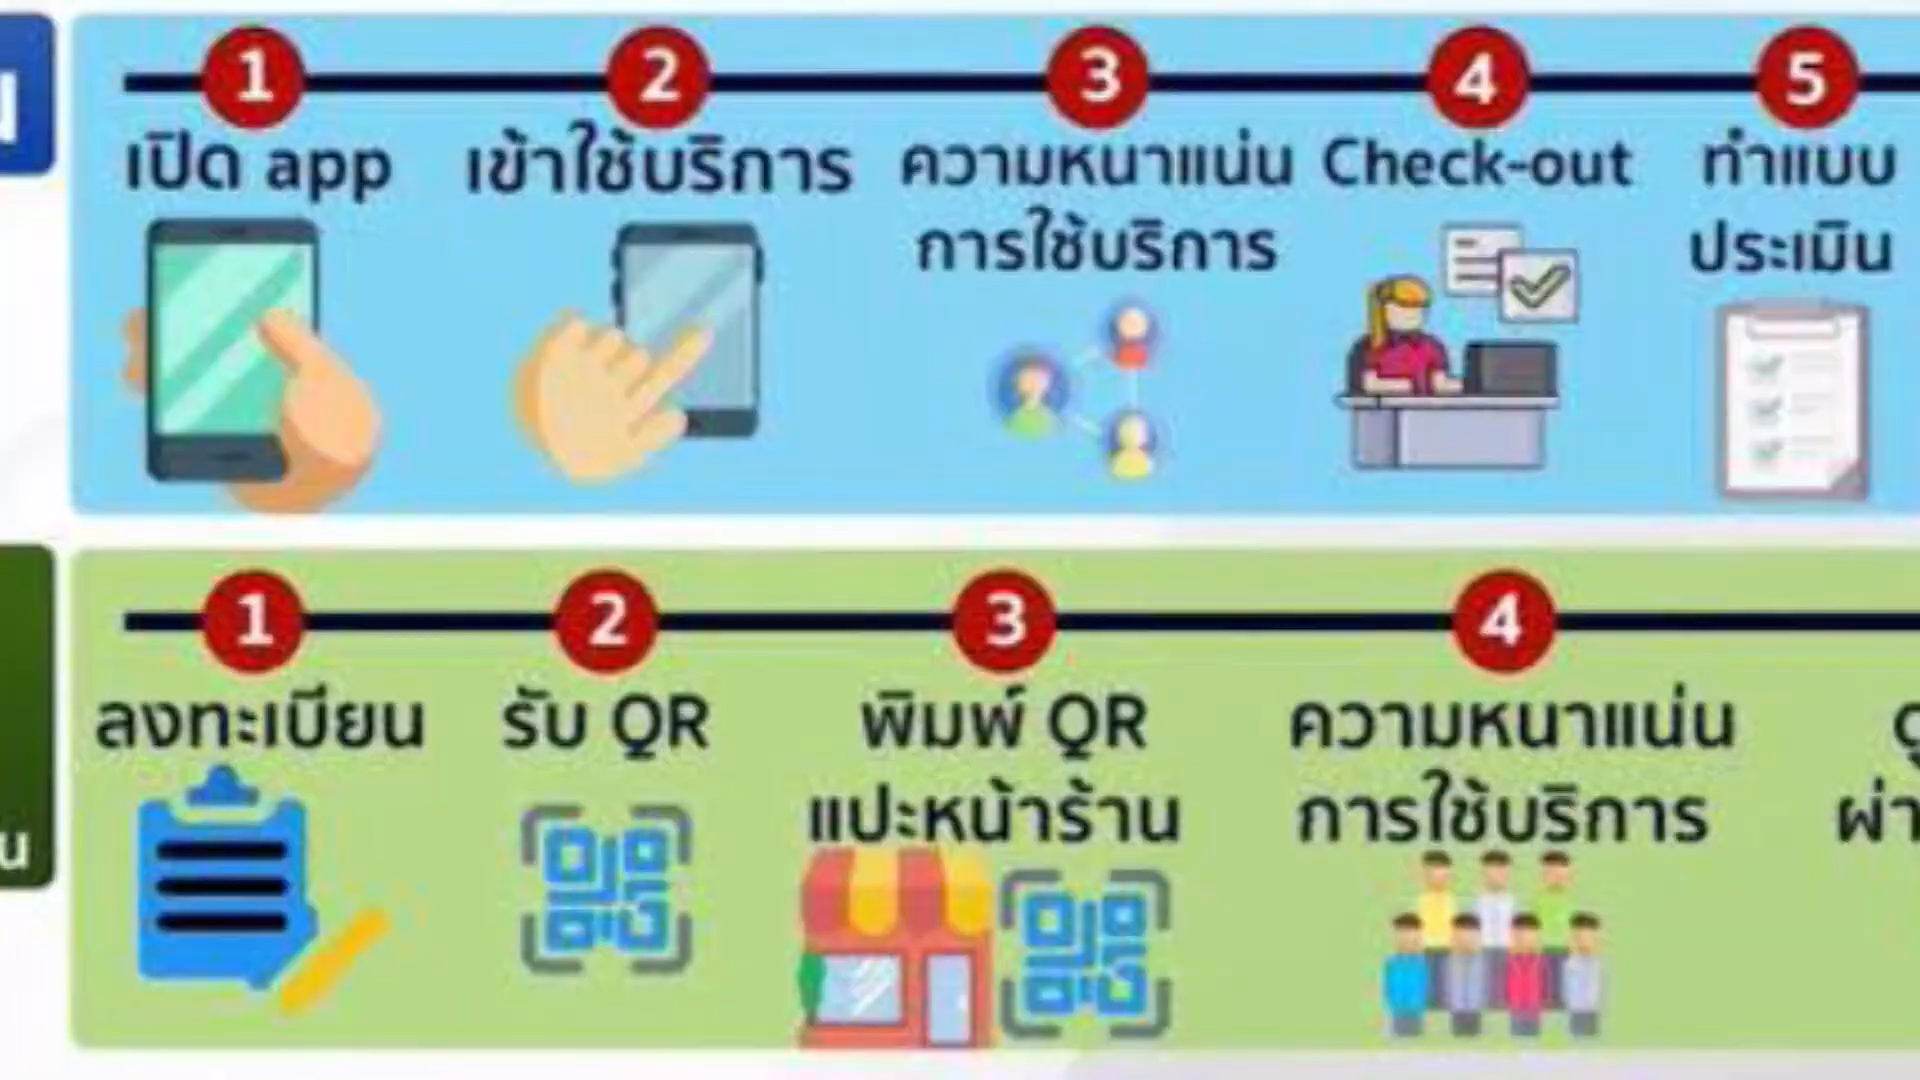 1 2 3 4 5
เปิด app เข้าใช้บริการ ความหนาแน่น Check-out ทำแบบ
การใช้บริการ ประเมิน
1 2 3 4
ลงทะเบียน รับ QR พิมพ์ QR ความหนาแน่น
แปะหน้าร้าน การใช้บริการ ผ่า
น